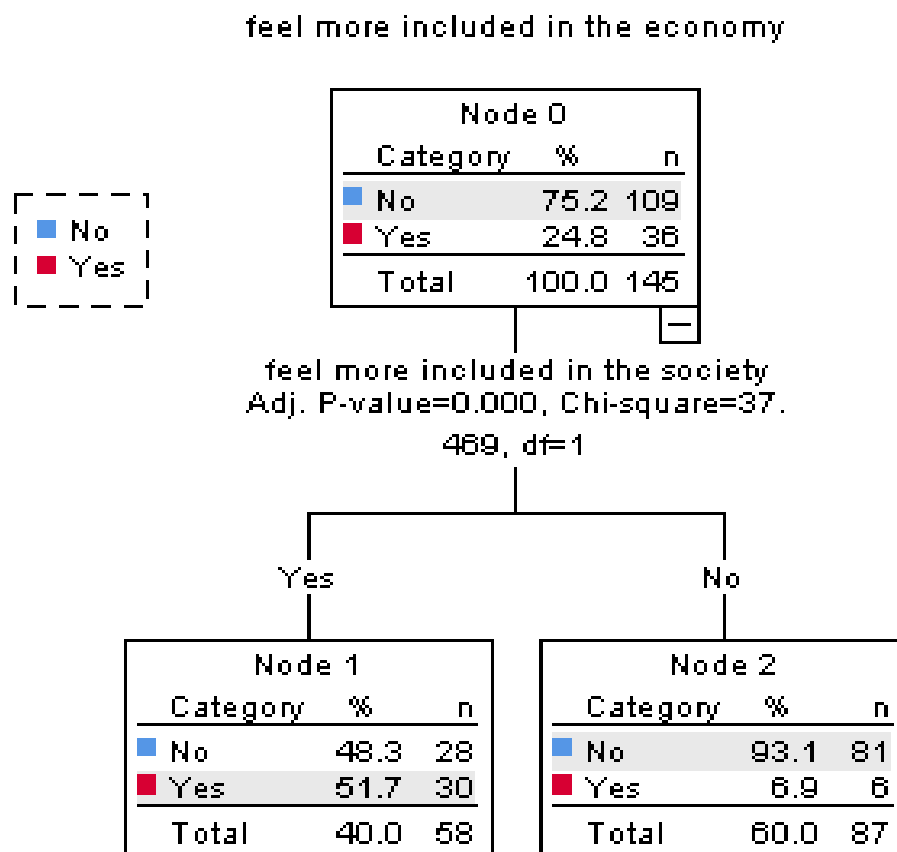 feel more included in the economy
Node 0
Category % n
No 75.2 109
Yes 24.8 36
Total 100.0 145
No
Yes
feel more included in the society
Adj. P-value=0.000, Chi-square=37.
469, df=1
Yes
No
Node 1
Category % n
No 48.3 28
Yes 51.7 30
Total 40.0 58
Node 2
Category % n
No 93.1 81
Yes 6.9 6
Total 60.0 87